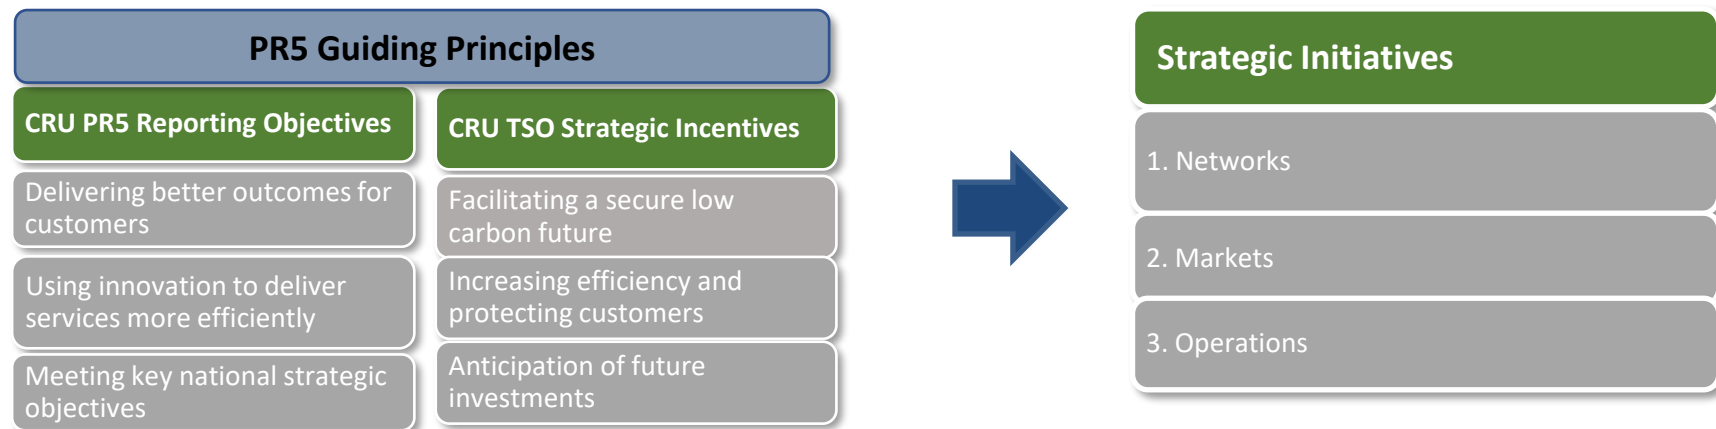 PR5 Guiding Principles
CRU PR5 Reporting Objectives
Delivering better outcomes for
customers
Using innovation to deliver
services more efficiently
Meeting key national strategic
objectives
CRU TSO Strategic Incentives
Facilitating a secure low
carbon future
Increasing efficiency and
protecting customers
Anticipation of future
investments
Strategic Initiatives
1. Networks
2. Markets
3. Operations